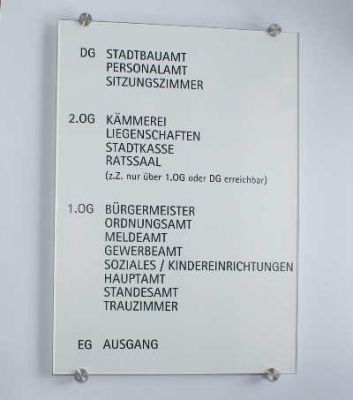 DG STADTBAUAMT
PERSONALAMT
SITZUNGSZIMMER
2.OG KÄMMEREI
LIEGENSCHAFTEN
STADTKASSE
RATSSAAL
(z.Z. nur über 1.OG oder DG erreichbar)
1.OG BÜRGERMEISTER
ORDNUNGSAMT
MELDEAMT
GEWERBEAMT
SOZIALES / KINDEREINRICHTUNGEN
HAUPTAMT
STANDESAMT
TRAUZIMMER
EG AUSGANG